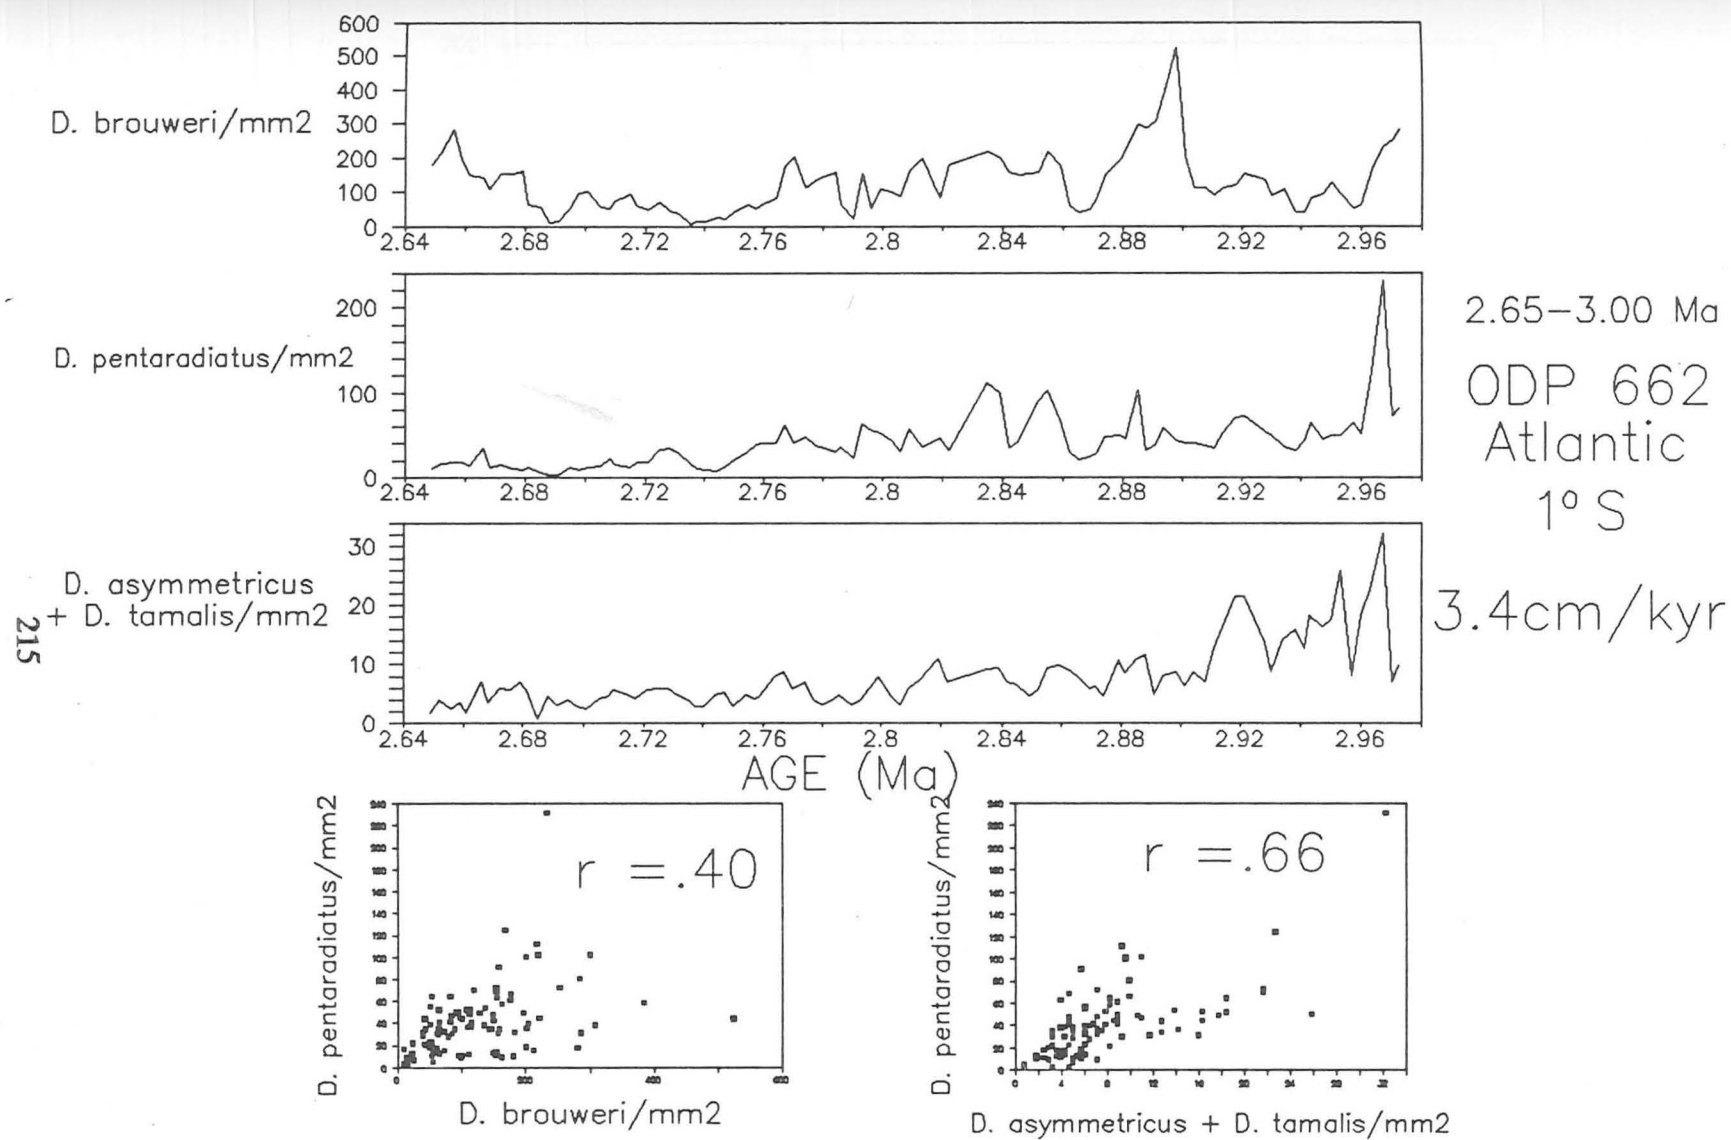 600
500
400
300
200
100
0
D. brouweri/mm2
2.64 2.68 2.72 2.76 2.8 2.84 2.88 2.92 2.96
200
100
0
D. pentaradiatus/mm2
2.64 2.68 2.72 2.76 2.8 2.84 2.88 2.92 2.96
2.65–3.00 Ma
ODP 662
Atlantic
1º S
3.4cm/kyr
30
20
10
0
D. asymmetricus
+ D. tamalis/mm2
2.64 2.68 2.72 2.76 2.8 2.84 2.88 2.92 2.96
AGE (Ma)
215
D. pentaradiatus/mm2
r =.40
D. brouweri/mm2
D. pentaradiatus/mm2
r =.66
D. asymmetricus + D. tamalis/mm2